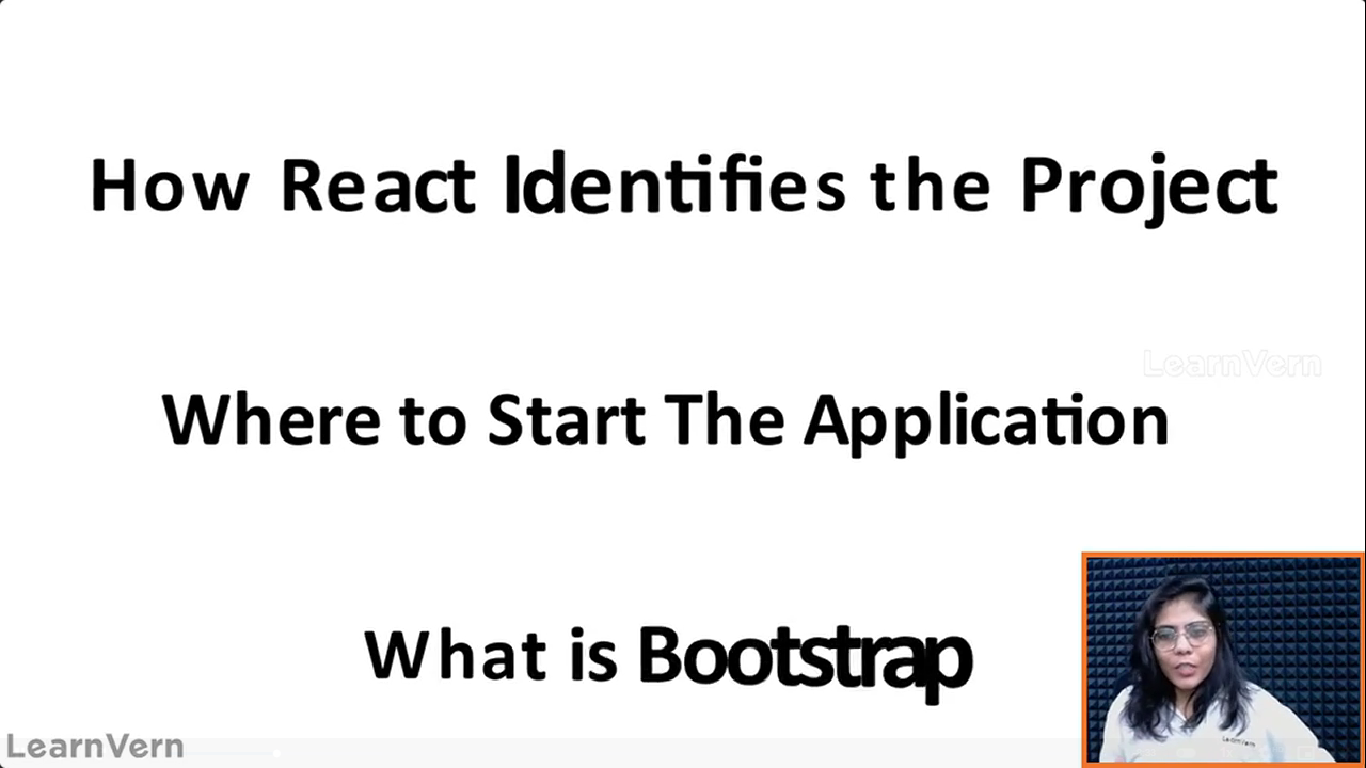 How React Identifies the Project
LearnVern
Where to Start The Application
What is Bootstrap
LearnVern